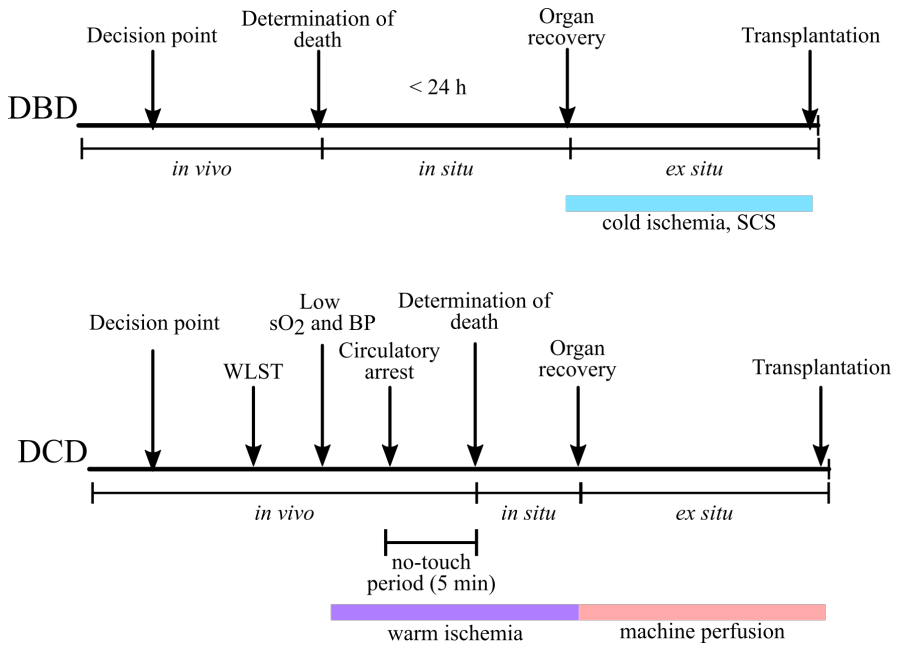 Decision point
Determination of
death
Organ
recovery
Transplantation
< 24 h
DBD
in vivo
in situ
ex situ
cold ischemia, SCS
Decision point
WLST
Low
sO2 and BP
Circulatory
arrest
Determination of
death
Organ
recovery
Transplantation
DCD
in vivo
in situ
ex situ
no-touch
period (5 min)
warm ischemia
machine perfusion